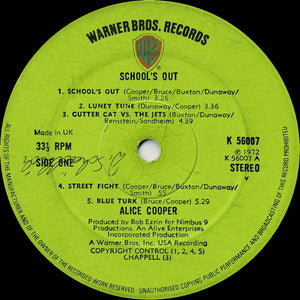 WARNER BROS. RECORDS
SCHOOL'S OUT
1. SCHOOL'S OUT (Cooper/Bruce/Buxton/Dunaway/
Smith) 3.26
2. LUNEY TUNE (Dunaway/Cooper) 3.36
3. GUTTER CAT VS. THE JETS (Buxton/Dunaway/
Bernstein/Sondheim) 4.39
Made in UK
33⅓ RPM
SIDE ONE
K 56007
℗ 1972
K 56007 A
STEREO
4. STREET FIGHT (Cooper/Bruce/Buxton/Dunaway/
Smith) .55
5. BLUE TURK (Cooper/Bruce) 5.29
ALICE COOPER
Produced by Bob Ezrin for Nimbus 9
Productions. An Alive Enterprises
Incorporated Production
A Warner Bros. Inc. USA Recording
COPYRIGHT CONTROL (1, 2, 4, 5)
CHAPPELL (3)
ALL RIGHTS OF THE MANUFACTURER AND OF THE OWNER OF THE RECORDED WORK RESERVED · UNAUTHORISED COPYING PUBLIC PERFORMANCE AND BROADCASTING OF THIS RECORD PROHIBITED